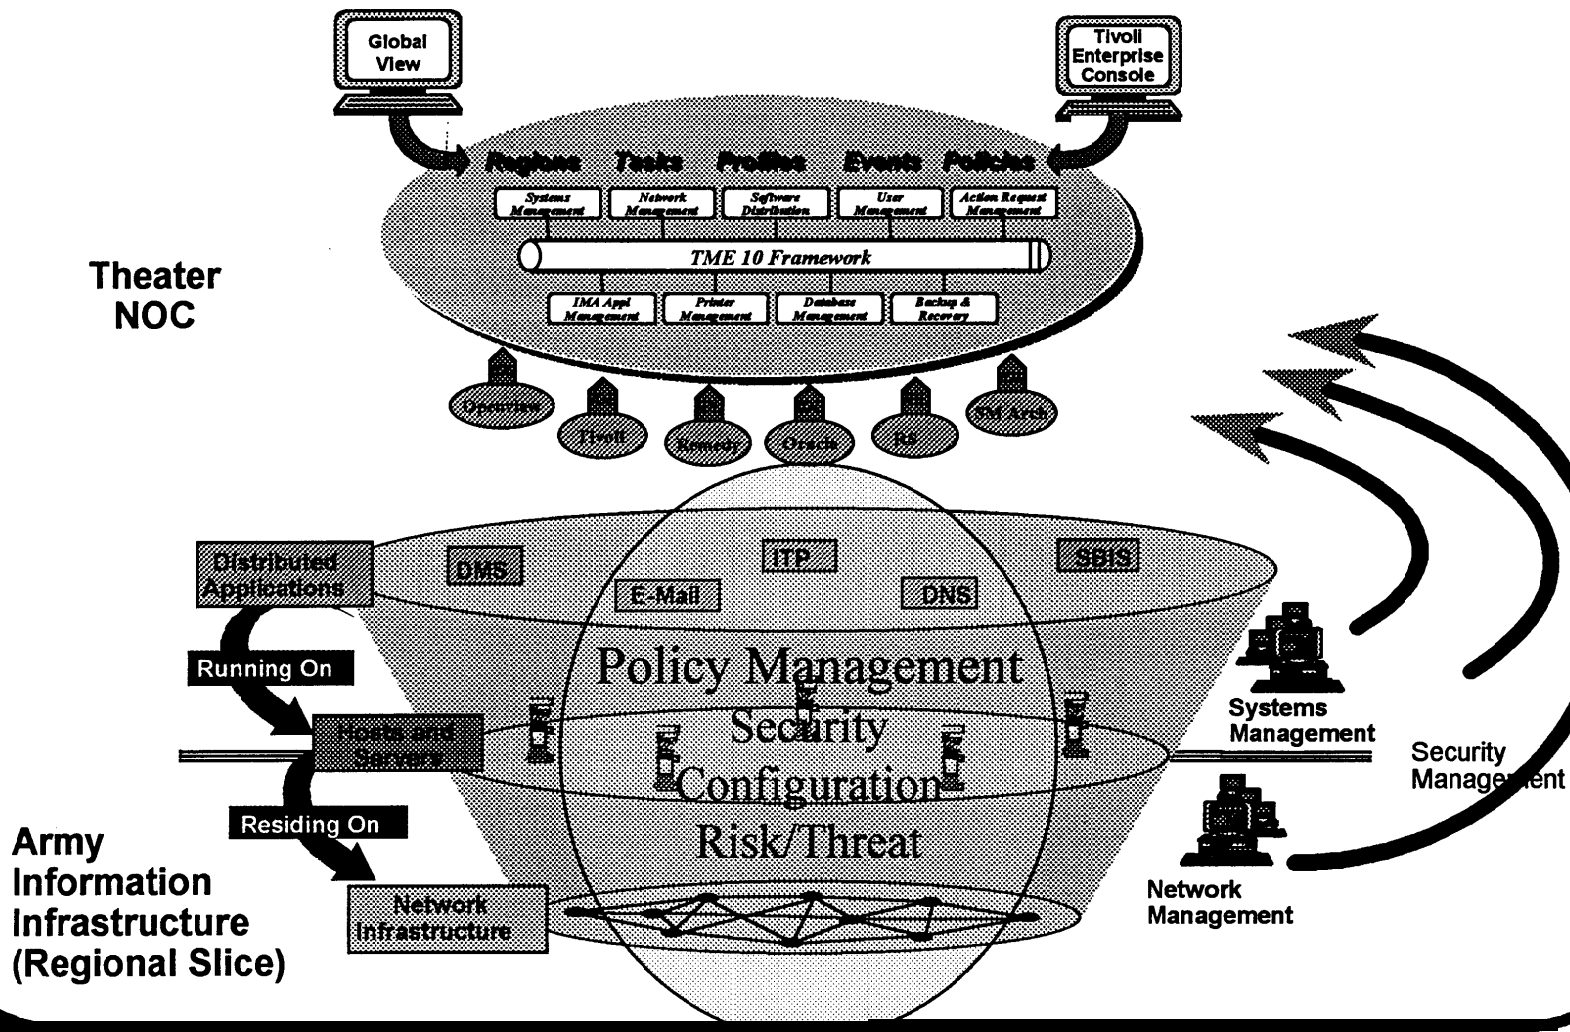 Global
View
Tivoli
Enterprise
Console
Regions Tasks Profiles Events Policies
Systems
Management
Network
Management
Software
Distribution
User
Management
Action Request
Management
TME 10 Framework
IMA Appl
Management
Printer
Management
Database
Management
Backup &
Recovery
Theater
NOC
Openview
Tivoli
Remedy
Oracle
RS
SM Arch
Distributed
Applications
DMS
E-Mail
ITP
DNS
SBIS
Running On
Policy Management
Security
Configuration
Risk/Threat
Hosts and
Servers
Systems
Management
Security
Management
Residing On
Network
Infrastructure
Network
Management
Army
Information
Infrastructure
(Regional Slice)